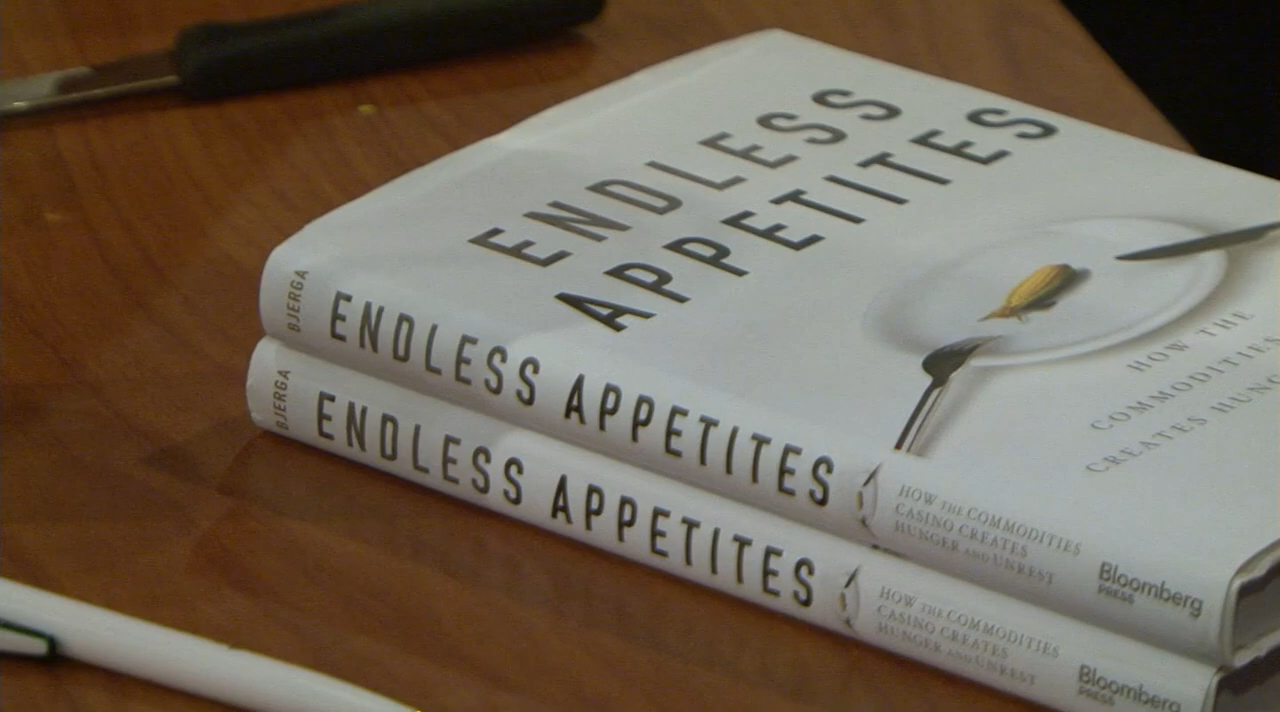 ENDLESS
APPETITES
HOW THE
COMMODITIES
CREATES HUNG
BJERGA
ENDLESS APPETITES
HOW THE COMMODITIES
CASINO CREATES
HUNGER AND UNREST
Bloomberg
PRESS
BJERGA
ENDLESS APPETITES
HOW THE COMMODITIES
CASINO CREATES
HUNGER AND UNREST
Bloomberg
PRESS